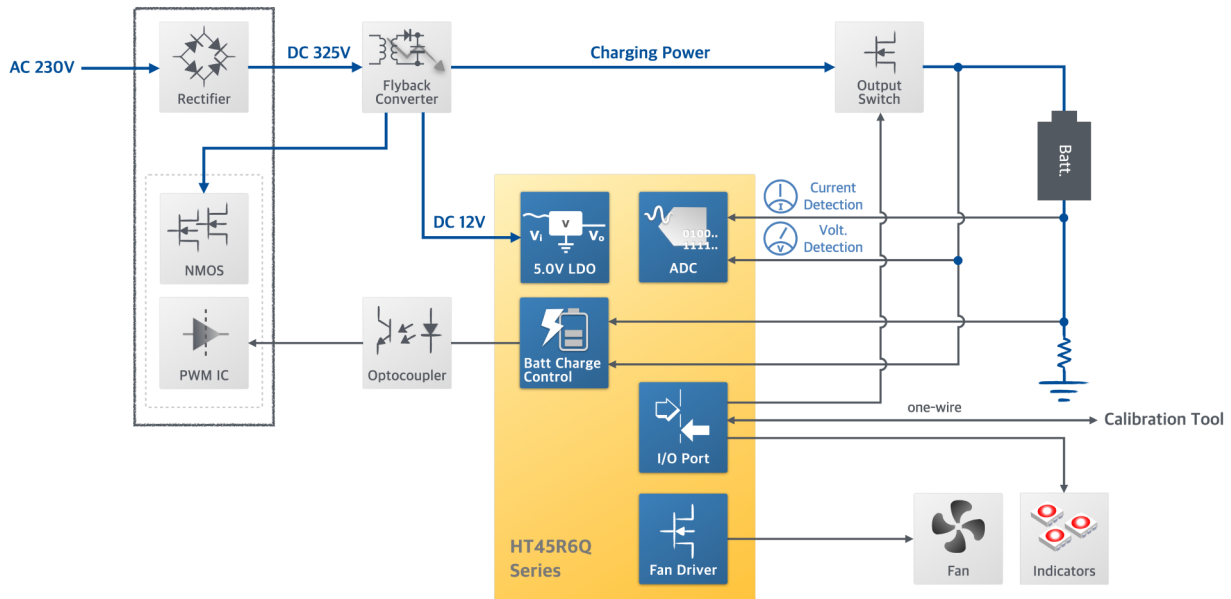 AC 230V
Rectifier
DC 325V
Flyback
Converter
Charging Power
Output
Switch
Batt.
NMOS
PWM IC
DC 12V
Optocoupler
Vi
V
Vo
5.0V LDO
0100..
1111..
ADC
I
Current
Detection
V
Volt.
Detection
Batt Charge
Control
I/O Port
one-wire
Calibration Tool
Fan Driver
HT45R6Q
Series
Fan
Indicators